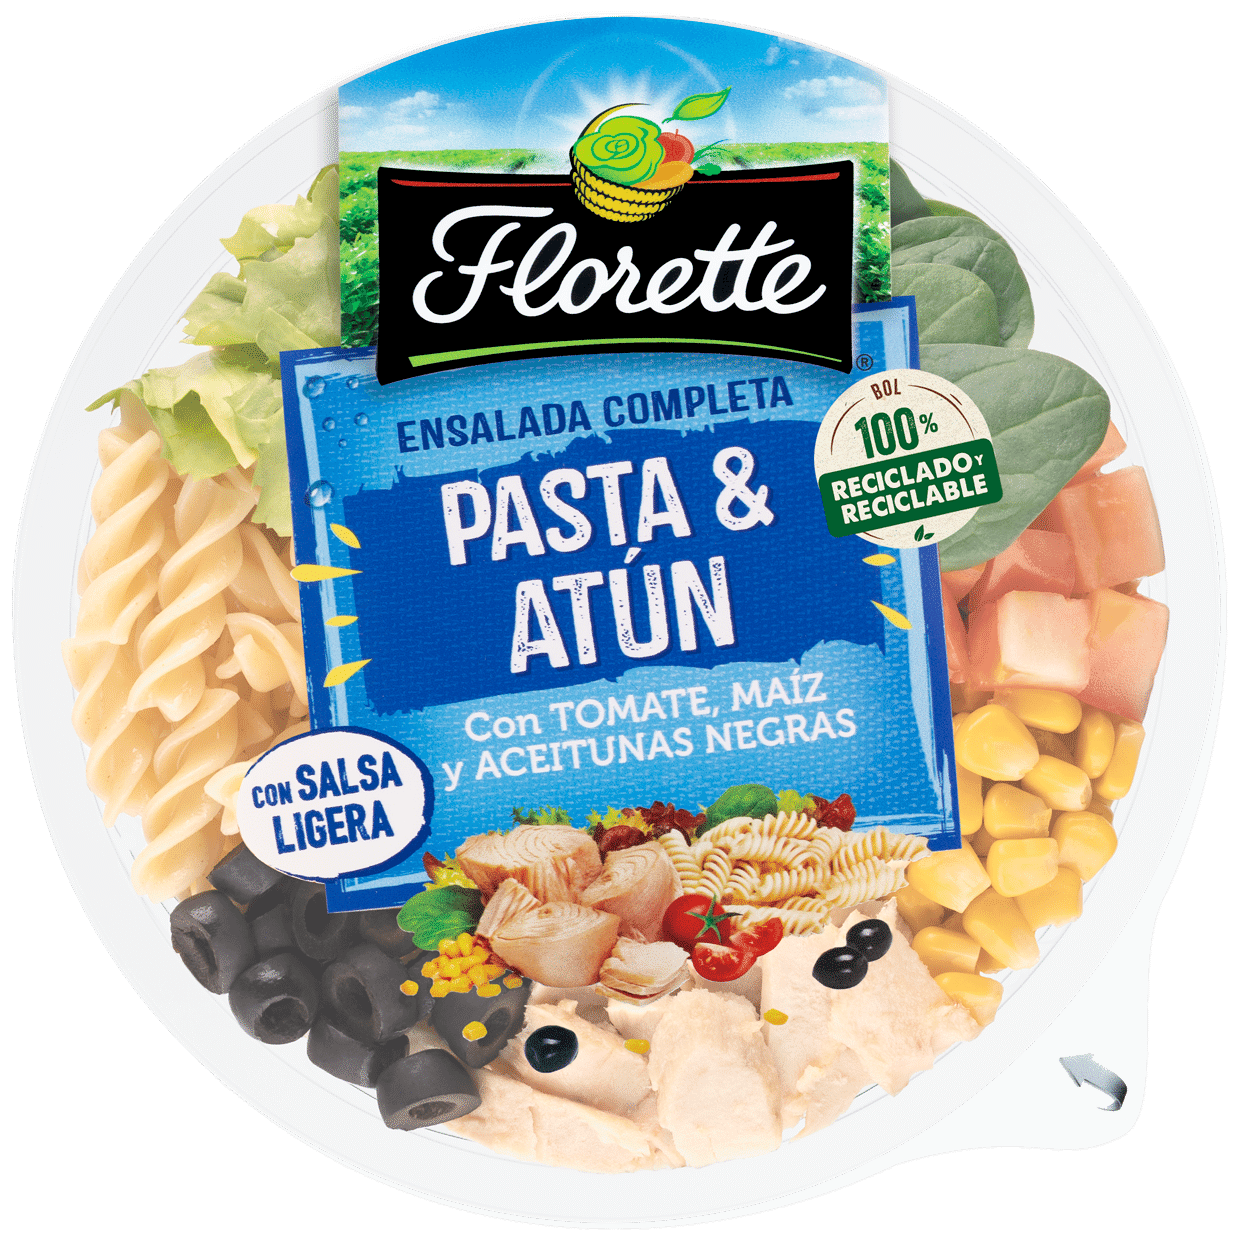 Florette
®
ENSALADA COMPLETA
PASTA &
ATÚN
Con TOMATE, MAÍZ
y ACEITUNAS NEGRAS
BOL
100%
RECICLADO Y
RECICLABLE
CON SALSA
LIGERA